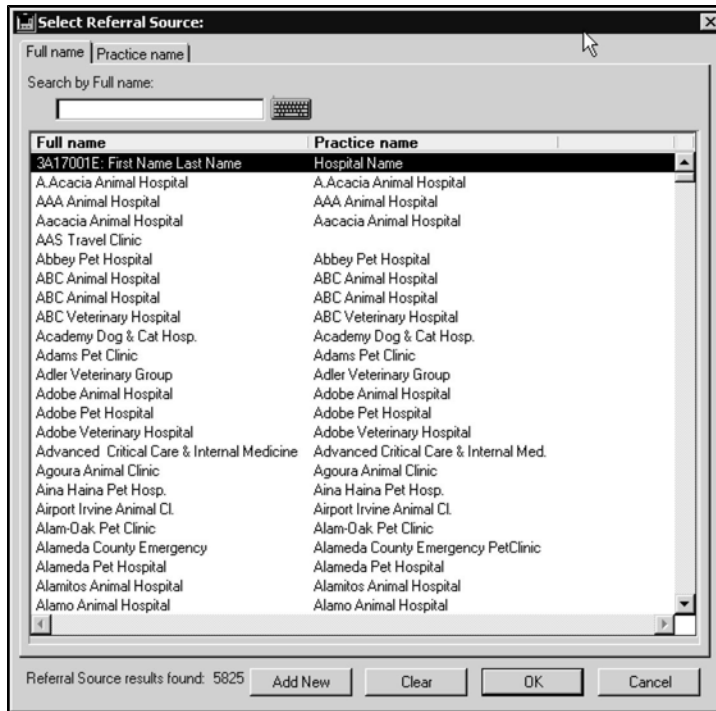 Select Referral Source:
Full name Practice name
Search by Full name:
Full name Practice name
3A17001E: First Name Last Name Hospital Name
A.Acacia Animal Hospital A.Acacia Animal Hospital
AAA Animal Hospital AAA Animal Hospital
Aacacia Animal Hospital Aacacia Animal Hospital
AAS Travel Clinic
Abbey Pet Hospital Abbey Pet Hospital
ABC Animal Hospital ABC Animal Hospital
ABC Animal Hospital ABC Animal Hospital
ABC Veterinary Hospital ABC Veterinary Hospital
Academy Dog & Cat Hosp. Academy Dog & Cat Hosp.
Adams Pet Clinic Adams Pet Clinic
Adler Veterinary Group Adler Veterinary Group
Adobe Animal Hospital Adobe Animal Hospital
Adobe Pet Hospital Adobe Pet Hospital
Adobe Veterinary Hospital Adobe Veterinary Hospital
Advanced Critical Care & Internal Medicine Advanced Critical Care & Internal Med.
Agoura Animal Clinic Agoura Animal Clinic
Aina Haina Pet Hosp. Aina Haina Pet Hosp.
Airport Irvine Animal Cl. Airport Irvine Animal Cl.
Alam-Oak Pet Clinic Alam-Oak Pet Clinic
Alameda County Emergency Alameda County Emergency PetClinic
Alameda Pet Hospital Alameda Pet Hospital
Alamitos Animal Hospital Alamitos Animal Hospital
Alamo Animal Hospital Alamo Animal Hospital
Referral Source results found: 5825 Add New Clear OK Cancel